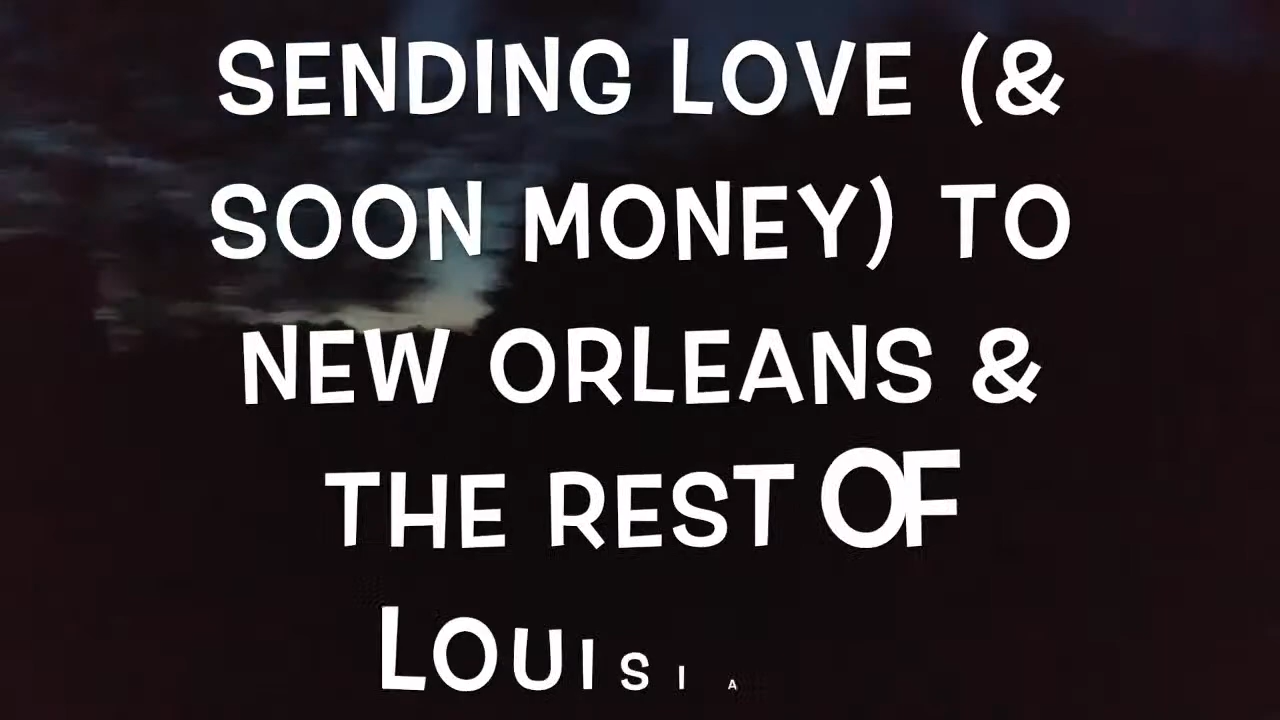 SENDING LOVE (&
SOON MONEY) TO
NEW ORLEANS &
THE REST OF
LOUISIA